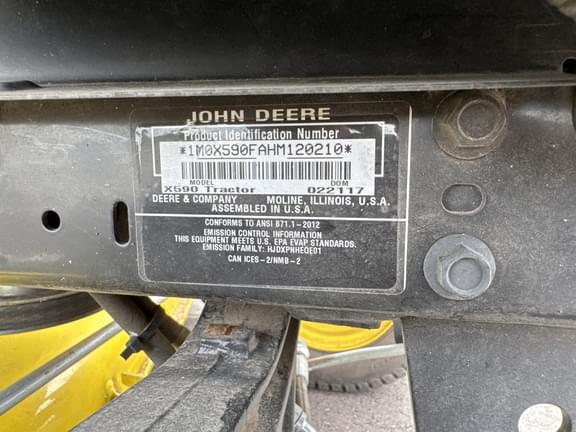 JOHN DEERE
Product Identification Number
*1M0X590FAHM120210*
MODEL DOM
X590 Tractor 022117
DEERE & COMPANY MOLINE, ILLINOIS, U.S.A.
ASSEMBLED IN U.S.A.
CONFORMS TO ANSI B71.1-2012
EMISSION CONTROL INFORMATION
THIS EQUIPMENT MEETS U.S. EPA EVAP STANDARDS.
EMISSION FAMILY: HJDXPNHEQE01
CAN ICES-2/NMB-2